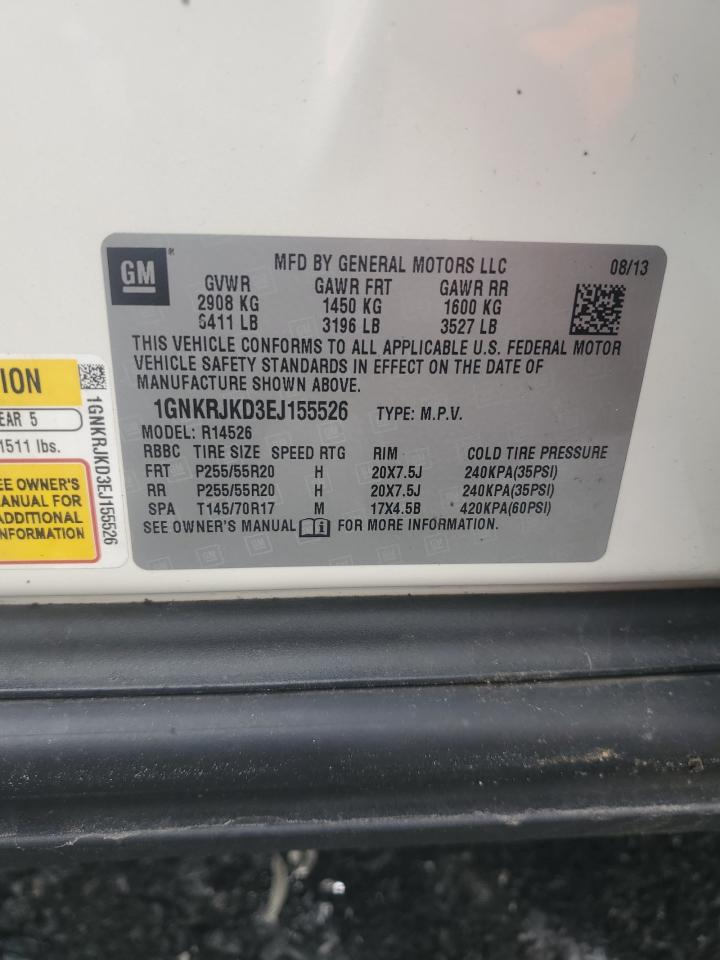 GM
MFD BY GENERAL MOTORS LLC 08/13
GVWR GAWR FRT GAWR RR
2908 KG 1450 KG 1600 KG
6411 LB 3196 LB 3527 LB
THIS VEHICLE CONFORMS TO ALL APPLICABLE U.S. FEDERAL MOTOR
VEHICLE SAFETY STANDARDS IN EFFECT ON THE DATE OF
MANUFACTURE SHOWN ABOVE.
1GNKRJKD3EJ155526 TYPE: M.P.V.
MODEL: R14526
RBBC TIRE SIZE SPEED RTG RIM COLD TIRE PRESSURE
FRT P255/55R20 H 20X7.5J 240KPA(35PSI)
RR P255/55R20 H 20X7.5J 240KPA(35PSI)
SPA T145/70R17 M 17X4.5B 420KPA(60PSI)
SEE OWNER'S MANUAL FOR MORE INFORMATION.
EAR 5
1511 lbs.
EE OWNER'S
MANUAL FOR
ADDITIONAL
NFORMATION
1GNKRJKD3EJ155526